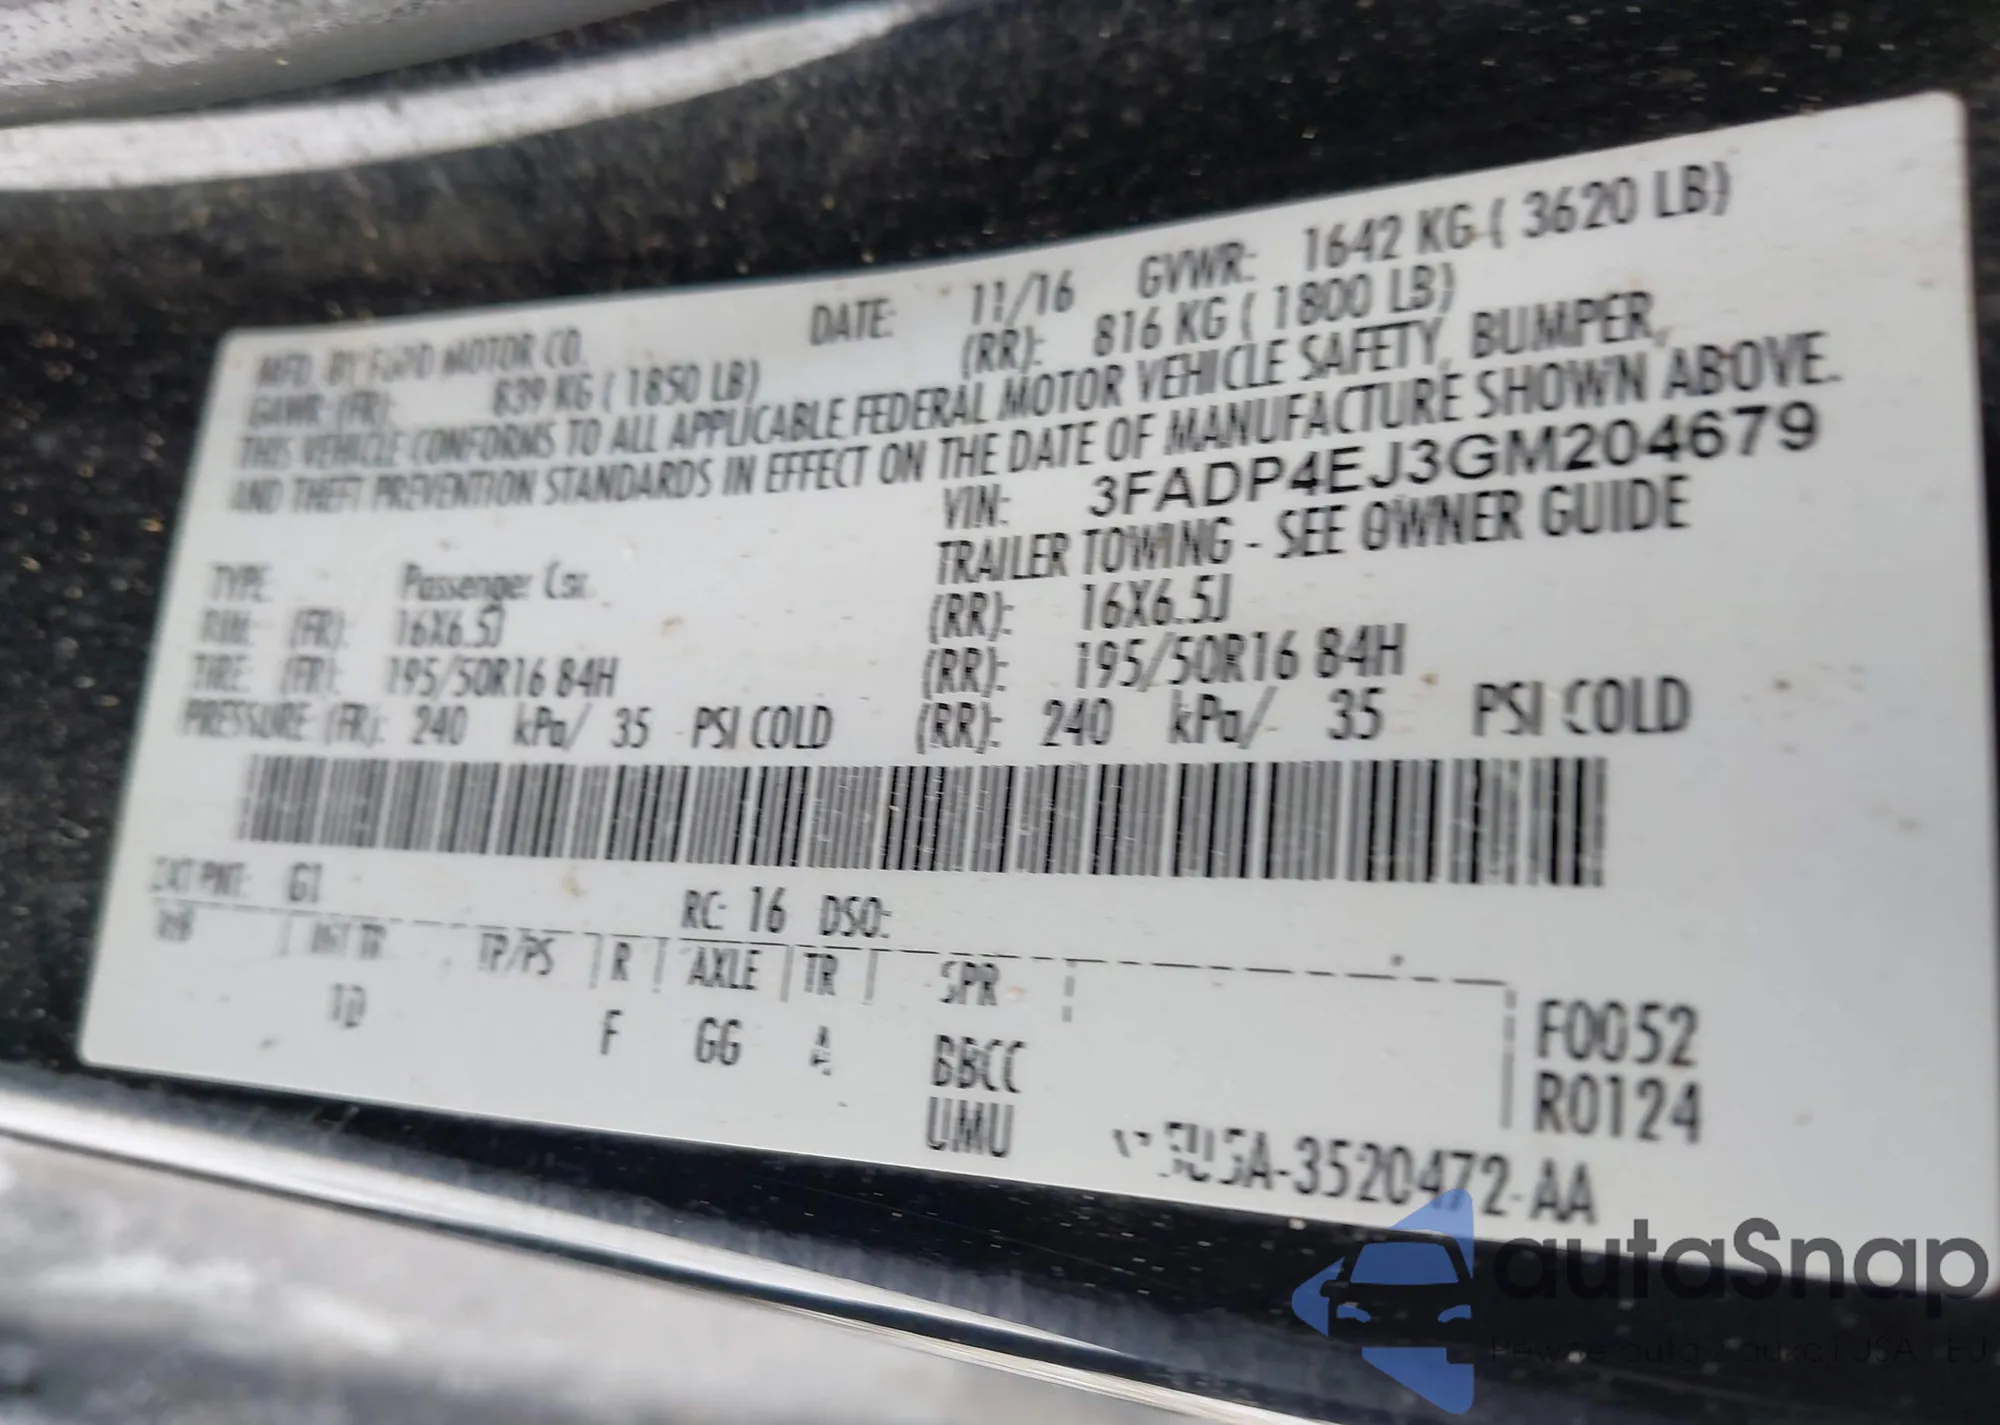 MFD. BY FORD MOTOR CO. DATE: 11/16 GVWR: 1642 KG ( 3620 LB)
GAWR: (FR): 839 KG ( 1850 LB) (RR): 816 KG ( 1800 LB)
THIS VEHICLE CONFORMS TO ALL APPLICABLE FEDERAL MOTOR VEHICLE SAFETY, BUMPER,
AND THEFT PREVENTION STANDARDS IN EFFECT ON THE DATE OF MANUFACTURE SHOWN ABOVE.
VIN: 3FADP4EJ3GM204679
TYPE: Passenger Car. TRAILER TOWING - SEE OWNER GUIDE
RIM: (FR): 16X6.5J (RR): 16X6.5J
TIRE: (FR): 195/50R16 84H (RR): 195/50R16 84H
PRESSURE: (FR): 240 kPa/ 35 PSI COLD (RR): 240 kPa/ 35 PSI COLD
EXT PNT: G1 RC: 16 DSO:
INT TR TP/PS R AXLE TR SPR
F GG A BBCC F0052
UMU R0124
5U5A-3520472-AA
autaSnap